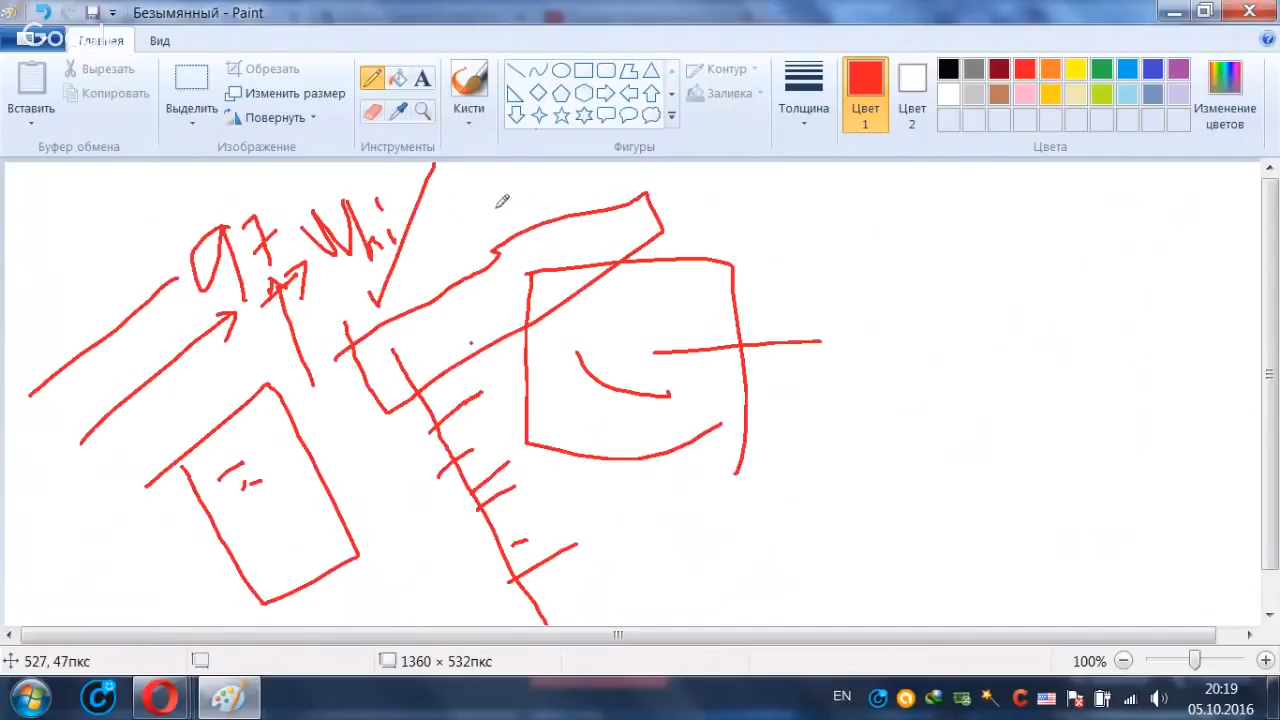 Безымянный - Paint
Главная
Вид
Вставить
Вырезать
Копировать
Буфер обмена
Выделить
Обрезать
Изменить размер
Повернуть
Изображение
Инструменты
Кисти
Контур
Заливка
Фигуры
Толщина
Цвет
1
Цвет
2
Изменение
цветов
Цвета
527, 47пкс
1360 × 532пкс
100%
EN
20:19
05.10.2016